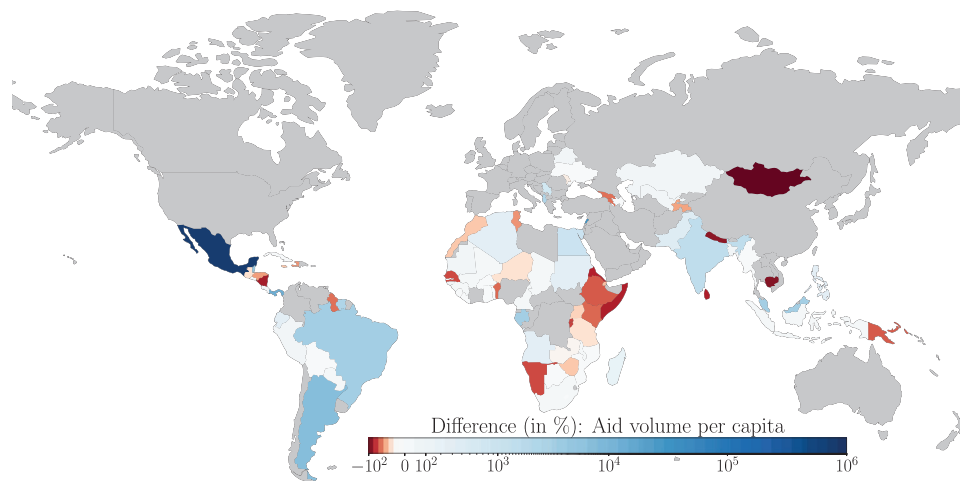 Difference (in %): Aid volume per capita
−10² 0 10² 10³ 10⁴ 10⁵ 10⁶